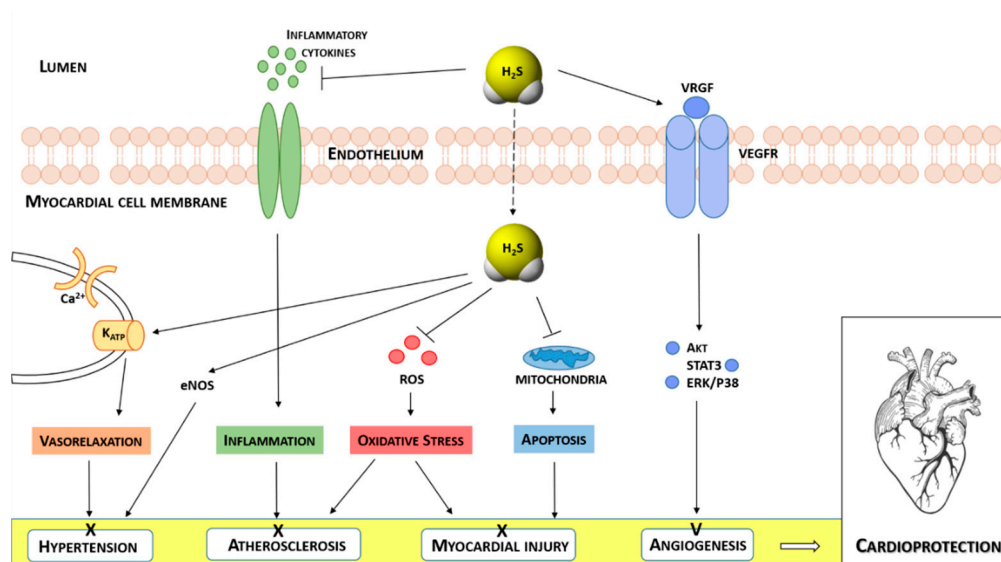 INFLAMMATORY
CYTOKINES
LUMEN
H₂S
VRGF
ENDOTHELIUM
VEGFR
MYOCARDIAL CELL MEMBRANE
H₂S
Ca²⁺
K_ATP
eNOS
ROS
MITOCHONDRIA
AKT
STAT3
ERK/P38
VASORELAXATION
INFLAMMATION
OXIDATIVE STRESS
APOPTOSIS
X
X
X
V
HYPERTENSION
ATHEROSCLEROSIS
MYOCARDIAL INJURY
ANGIOGENESIS
CARDIOPROTECTION